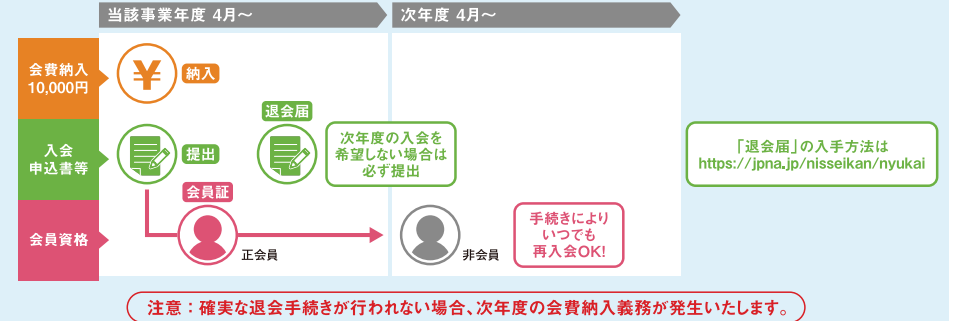 当該事業年度 4月～
次年度 4月～
会費納入
10,000円
¥
納入
入会
申込書等
提出
退会届
次年度の入会を
希望しない場合は
必ず提出
「退会届」の入手方法は
https://jpna.jp/nisseikan/nyukai
会員資格
会員証
正会員
非会員
手続きにより
いつでも
再入会OK!
注意：確実な退会手続きが行われない場合、次年度の会費納入義務が発生いたします。